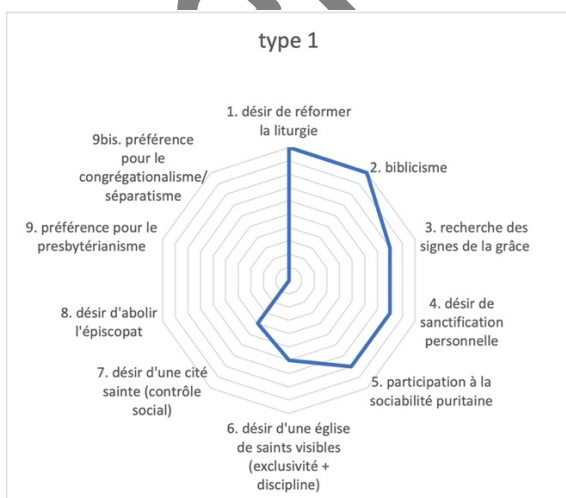 type 1
1. désir de réformer
la liturgie
2. biblicisme
3. recherche des
signes de la grâce
4. désir de
sanctification
personnelle
5. participation à la
sociabilité puritaine
6. désir d'une église
de saints visibles
(exclusivité +
discipline)
7. désir d'une cité
sainte (contrôle
social)
8. désir d'abolir
l'épiscopat
9. préférence pour le
presbytérianisme
9bis. préférence
pour le
congrégationalisme/
séparatisme